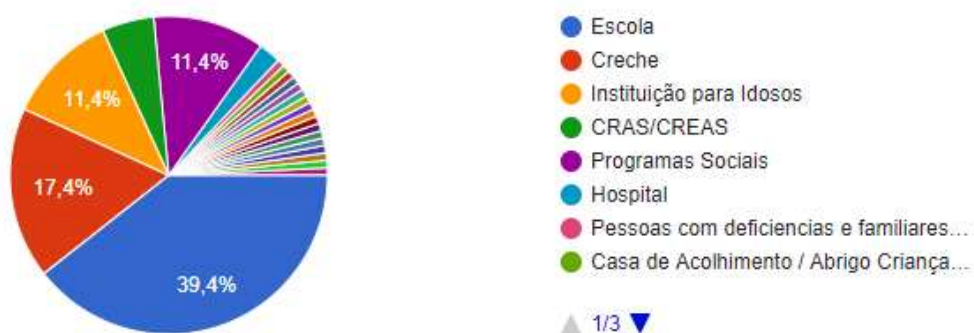 11,4%
11,4%
17,4%
39,4%
Escola
Creche
Instituição para Idosos
CRAS/CREAS
Programas Sociais
Hospital
Pessoas com deficiencias e familiares...
Casa de Acolhimento / Abrigo Criança...
1/3